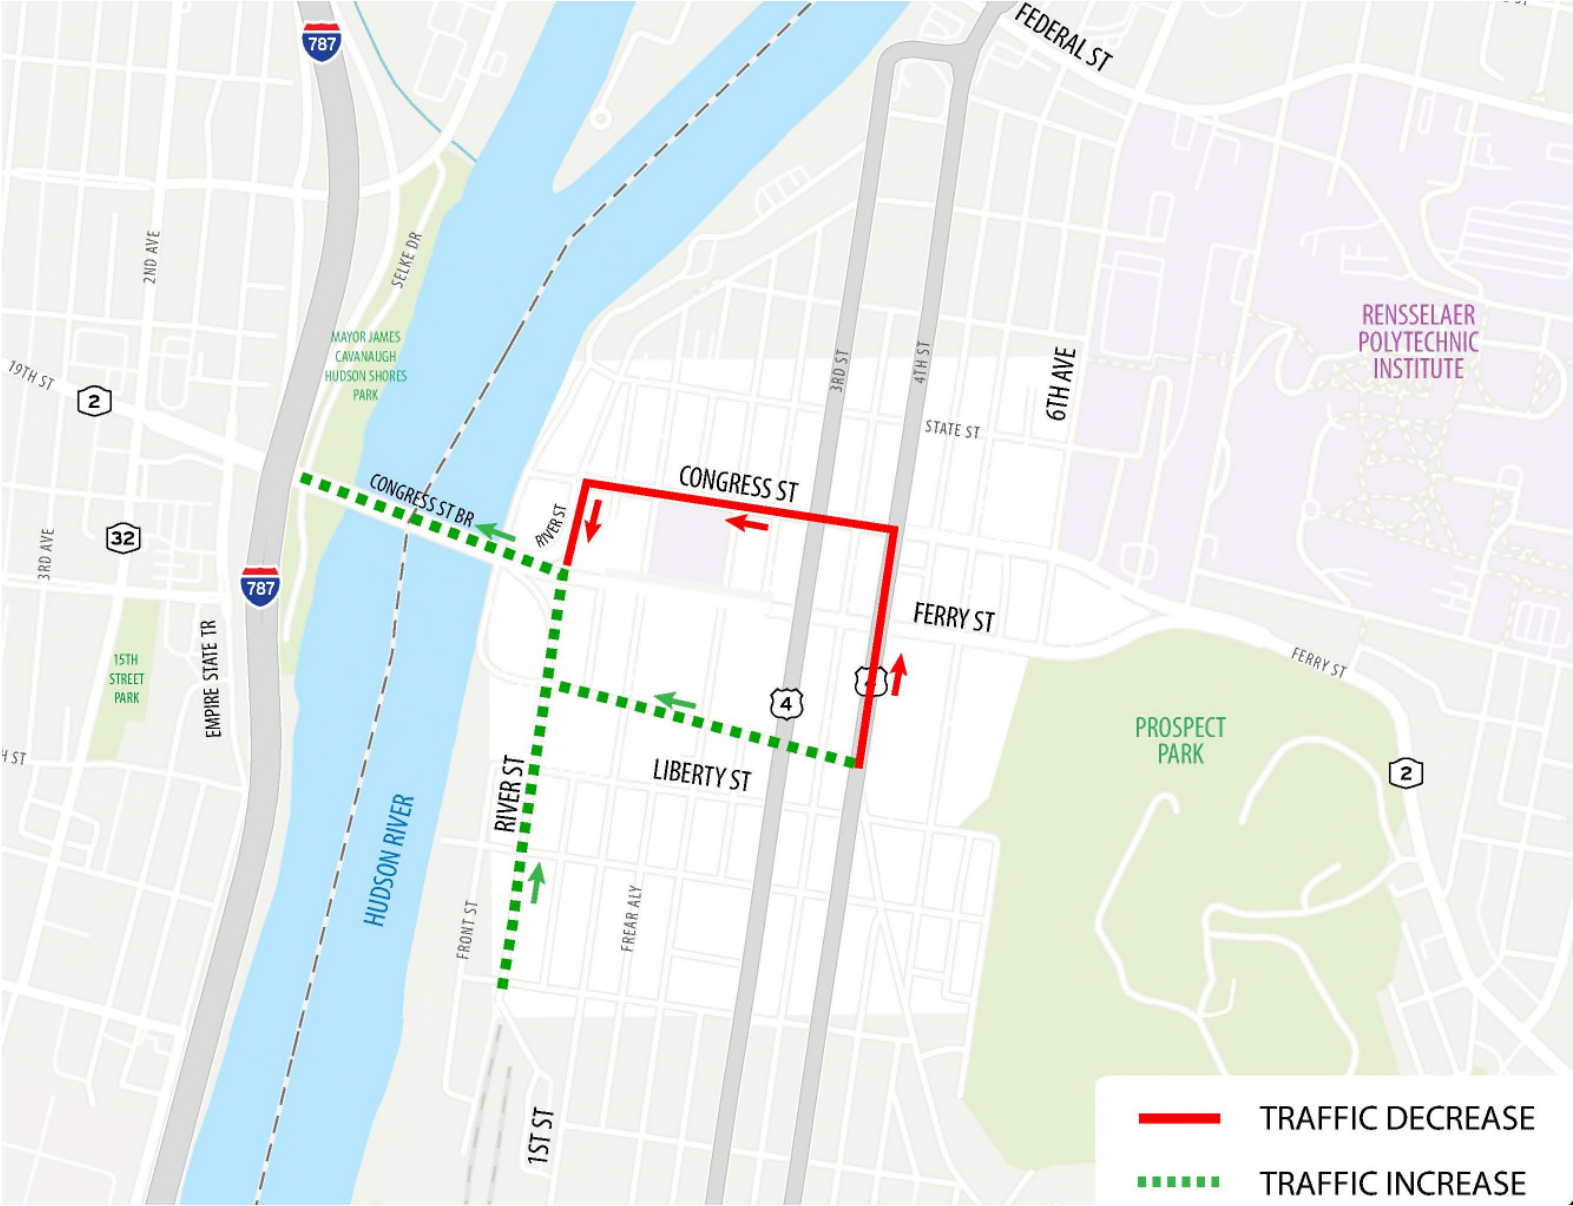 787
FEDERAL ST
2ND AVE
SELKE DR
MAYOR JAMES
CAVANAUGH
HUDSON SHORES
PARK
RENSSELAER
POLYTECHNIC
INSTITUTE
19TH ST
2
3RD ST
4TH ST
6TH AVE
STATE ST
CONGRESS ST
CONGRESS ST BR
RIVER ST
32
3RD AVE
787
FERRY ST
FERRY ST
15TH
STREET
PARK
EMPIRE STATE TR
4
PROSPECT
PARK
H ST
LIBERTY ST
RIVER ST
2
HUDSON RIVER
FRONT ST
FREAR ALY
1ST ST
TRAFFIC DECREASE
TRAFFIC INCREASE